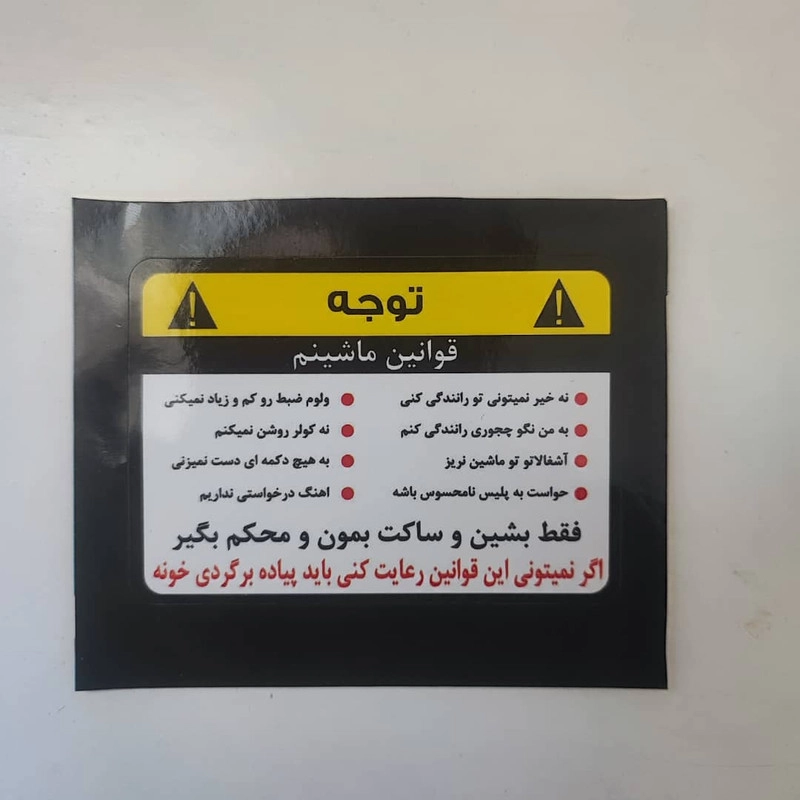 توجه
قوانین ماشینم
نه خیر نمیتونی تو رانندگی کنی
به من نگو چجوری رانندگی کنم
آشغالاتو تو ماشین نریز
حواست به پلیس نامحسوس باشه
ولوم ضبط رو کم و زیاد نمیکنی
نه کولر روشن نمیکنم
به هیچ دکمه ای دست نمیزنی
اهنگ درخواستی نداریم
فقط بشین و ساکت بمون و محکم بگیر
اگر نمیتونی این قوانین رعایت کنی باید پیاده برگردی خونه